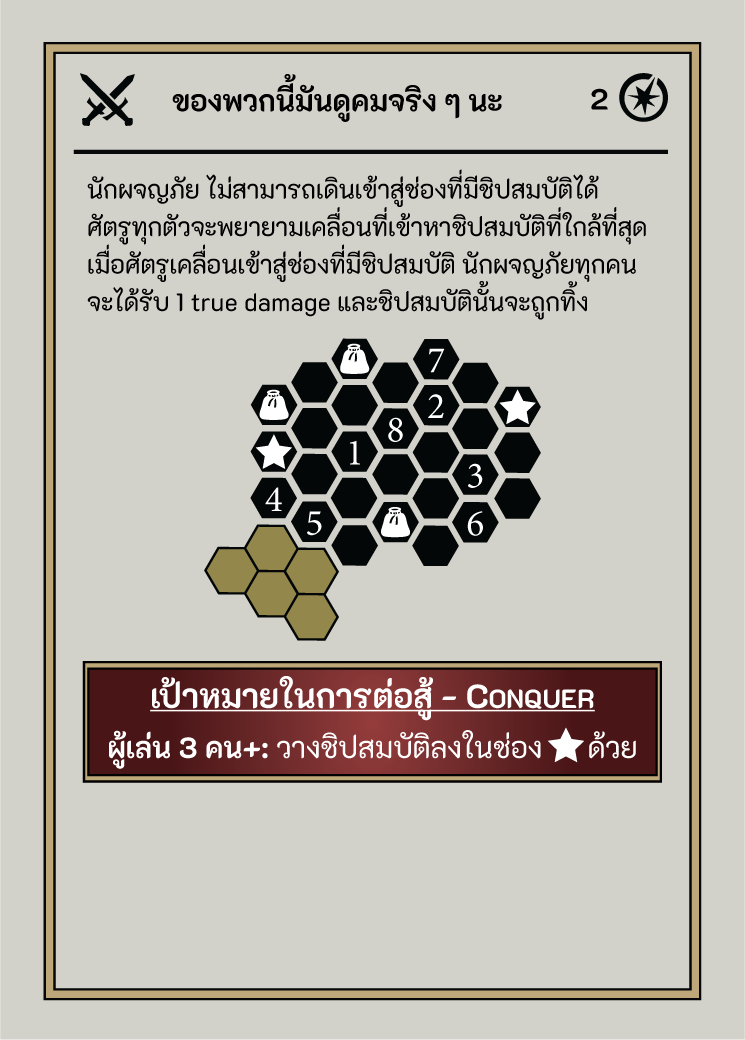 ของพวกนี้มันดูคมจริง ๆ นะ 2
นักผจญภัย ไม่สามารถเดินเข้าสู่ช่องที่มีชิปสมบัติได้
ศัตรูทุกตัวจะพยายามเคลื่อนที่เข้าหาชิปสมบัติที่ใกล้ที่สุด
เมื่อศัตรูเคลื่อนเข้าสู่ช่องที่มีชิปสมบัติ นักผจญภัยทุกคน
จะได้รับ 1 true damage และชิปสมบัตินั้นจะถูกทิ้ง
7
2
8
1
3
4
5 6
เป้าหมายในการต่อสู้ - CONQUER
ผู้เล่น 3 คน+: วางชิปสมบัติลงในช่อง ★ ด้วย